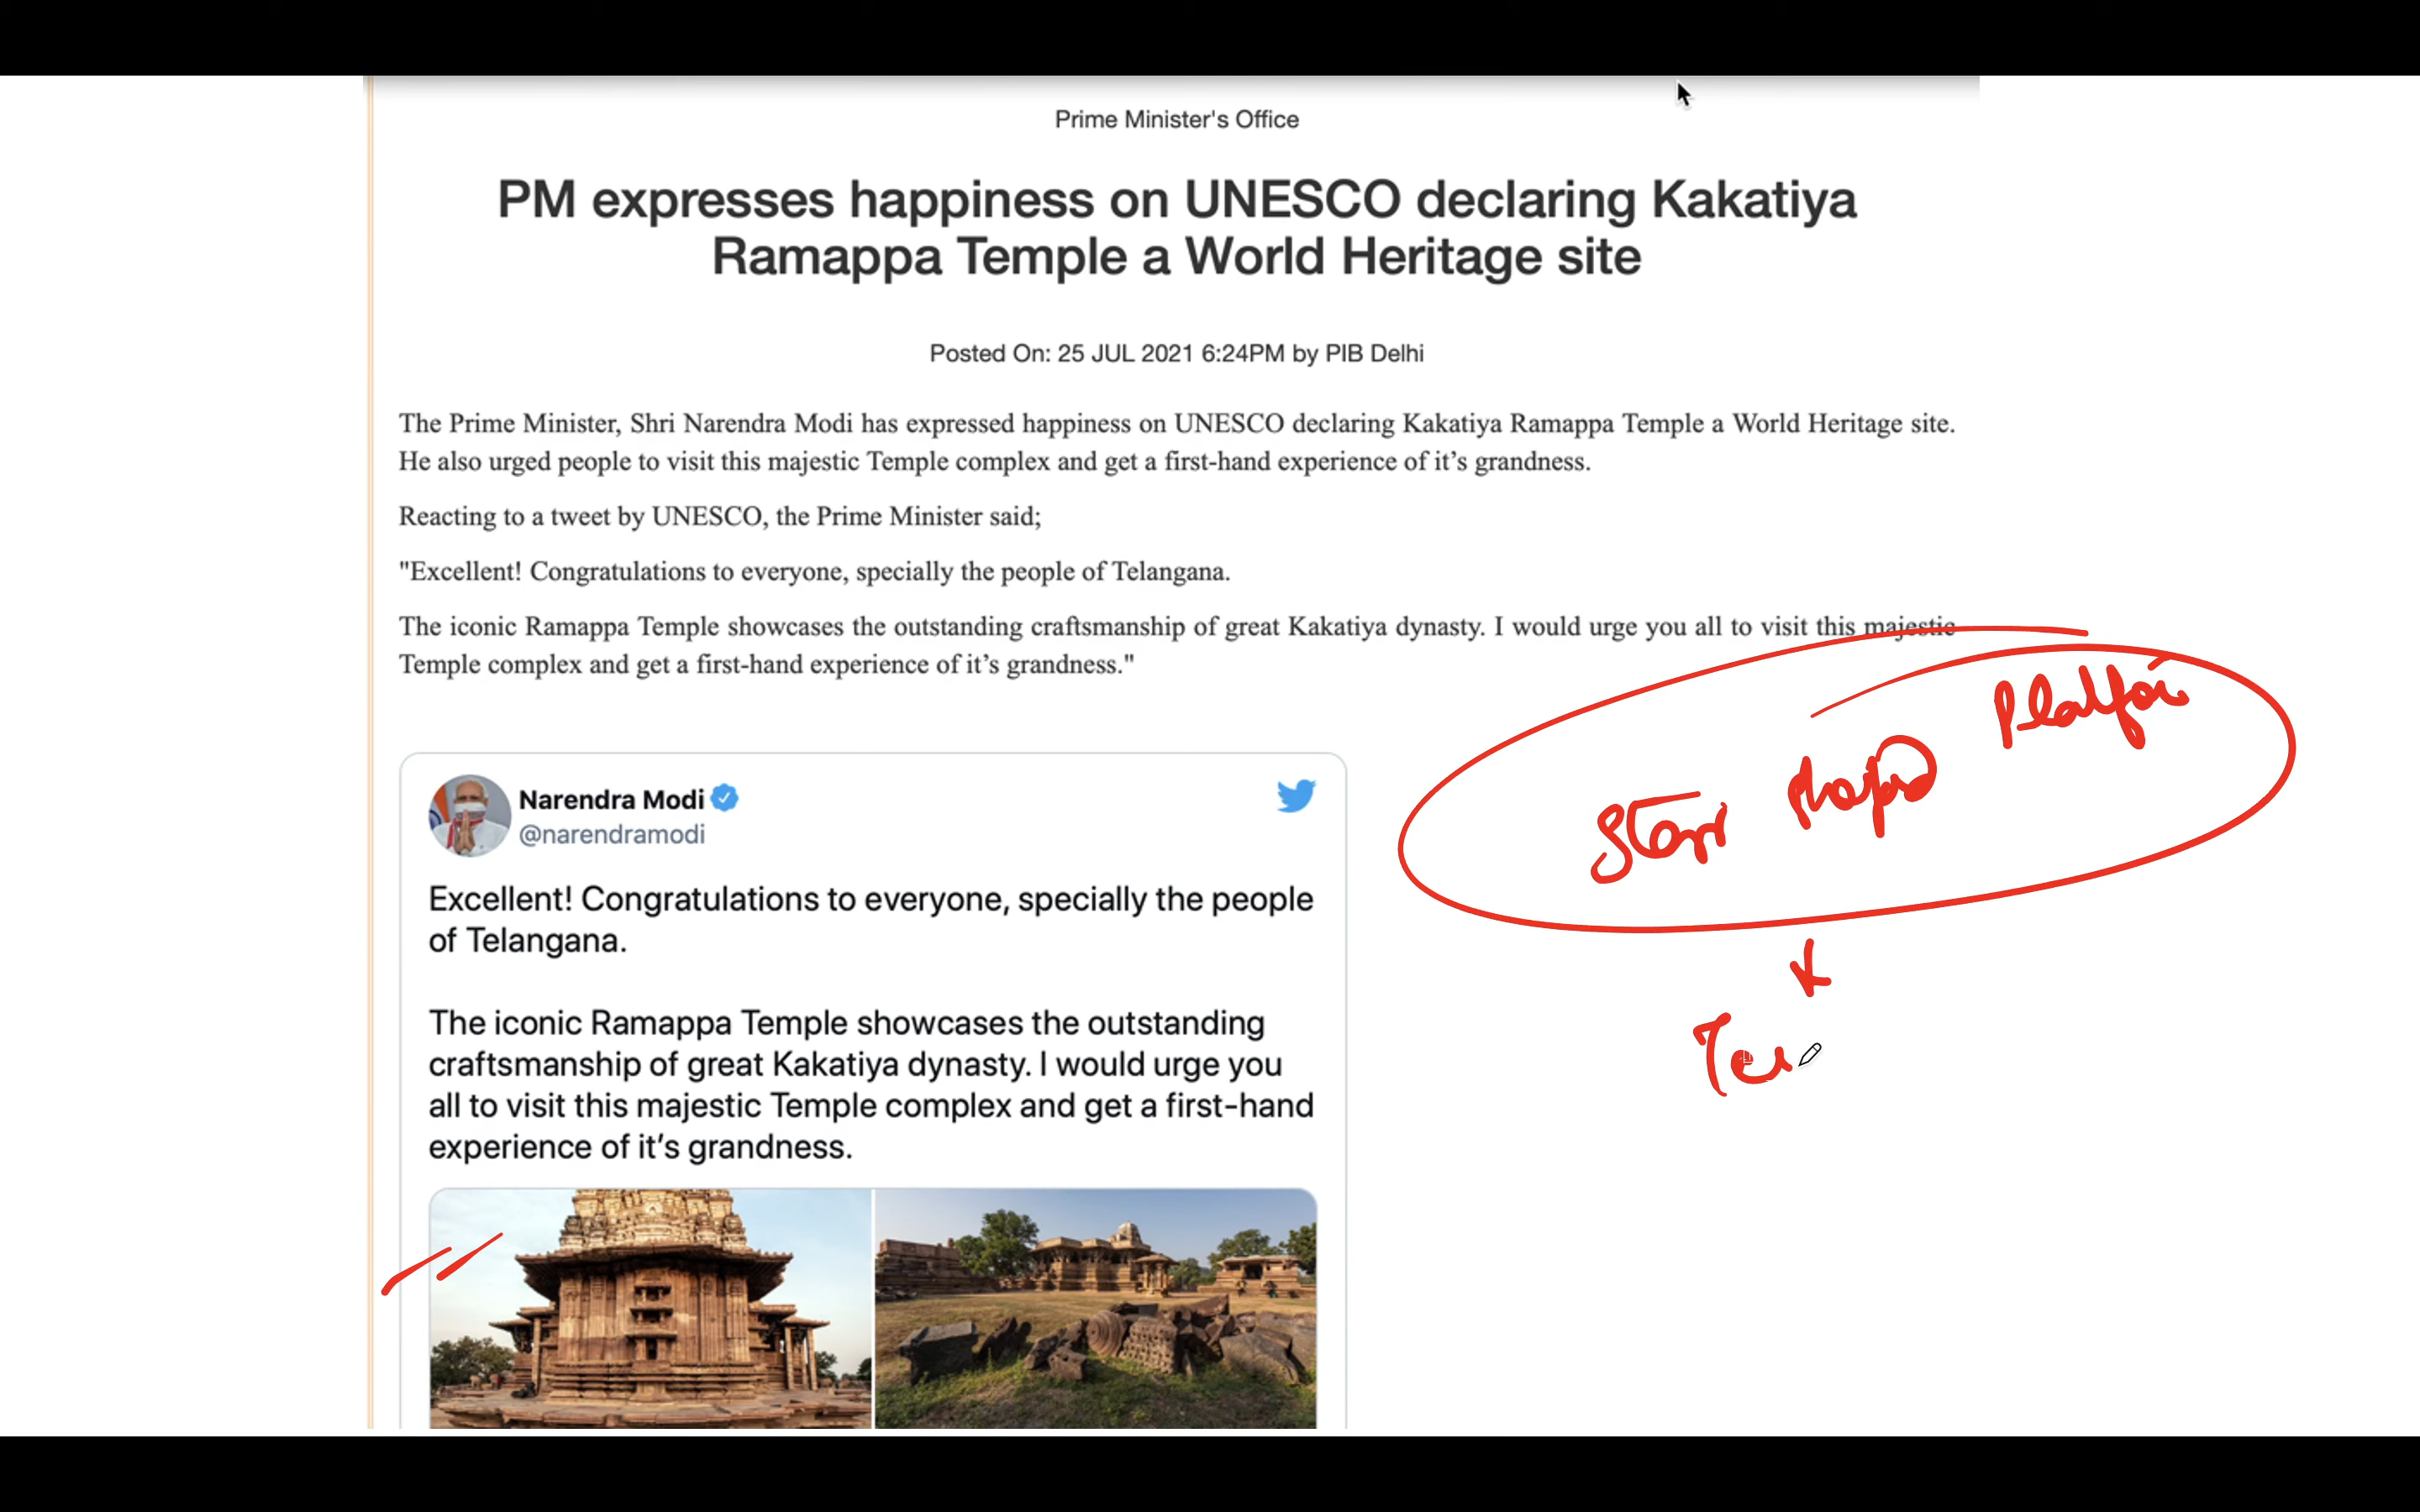 Prime Minister's Office
PM expresses happiness on UNESCO declaring Kakatiya
Ramappa Temple a World Heritage site
Posted On: 25 JUL 2021 6:24PM by PIB Delhi
The Prime Minister, Shri Narendra Modi has expressed happiness on UNESCO declaring Kakatiya Ramappa Temple a World Heritage site.
He also urged people to visit this majestic Temple complex and get a first-hand experience of it’s grandness.
Reacting to a tweet by UNESCO, the Prime Minister said;
"Excellent! Congratulations to everyone, specially the people of Telangana.
The iconic Ramappa Temple showcases the outstanding craftsmanship of great Kakatiya dynasty. I would urge you all to visit this majestic
Temple complex and get a first-hand experience of it’s grandness."
Narendra Modi
@narendramodi
Excellent! Congratulations to everyone, specially the people
of Telangana.
The iconic Ramappa Temple showcases the outstanding
craftsmanship of great Kakatiya dynasty. I would urge you
all to visit this majestic Temple complex and get a first-hand
experience of it’s grandness.